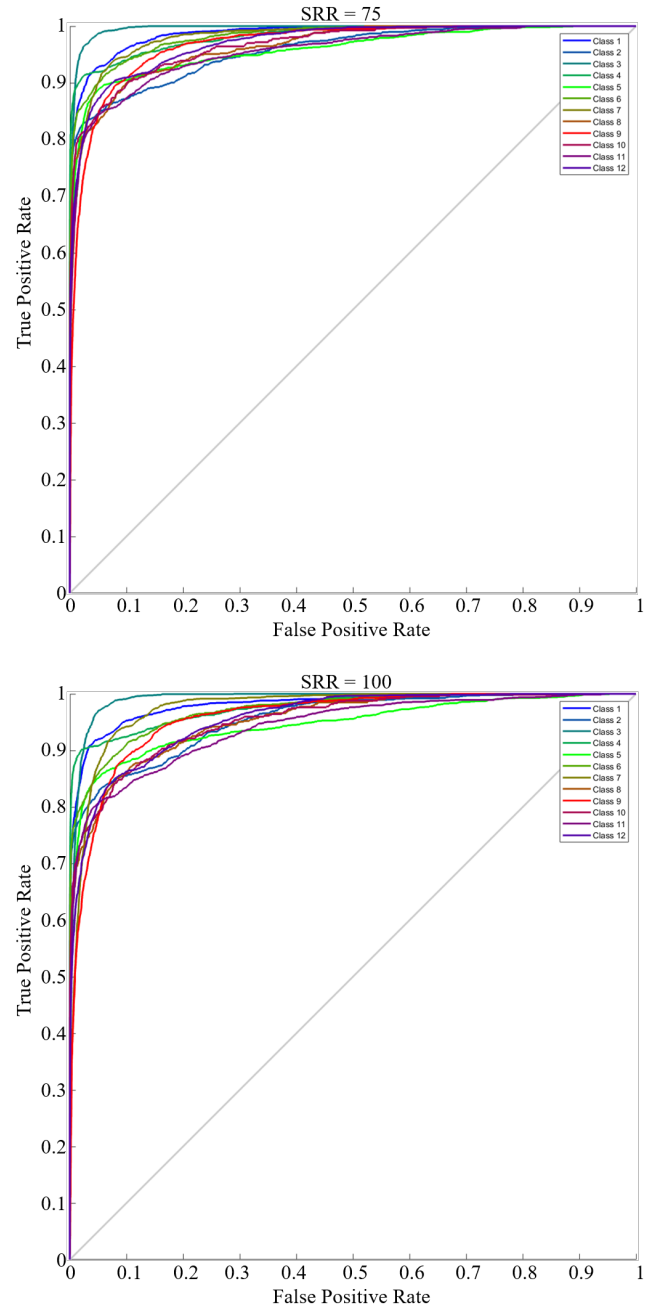 SRR = 75
1
0.9
0.8
0.7
0.6
0.5
0.4
0.3
0.2
0.1
0
True Positive Rate
Class 1
Class 2
Class 3
Class 4
Class 5
Class 6
Class 7
Class 8
Class 9
Class 10
Class 11
Class 12
0 0.1 0.2 0.3 0.4 0.5 0.6 0.7 0.8 0.9 1
False Positive Rate
SRR = 100
1
0.9
0.8
0.7
0.6
0.5
0.4
0.3
0.2
0.1
0
True Positive Rate
Class 1
Class 2
Class 3
Class 4
Class 5
Class 6
Class 7
Class 8
Class 9
Class 10
Class 11
Class 12
0 0.1 0.2 0.3 0.4 0.5 0.6 0.7 0.8 0.9 1
False Positive Rate